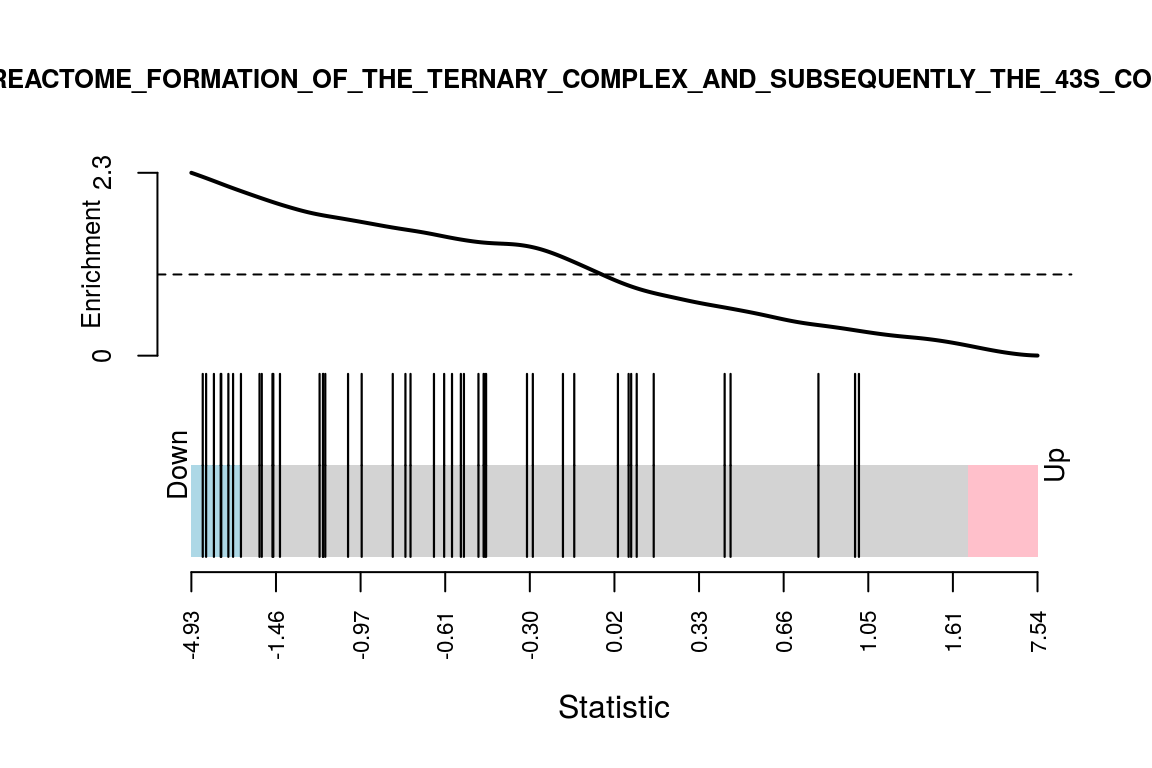 REACTOME_FORMATION_OF_THE_TERNARY_COMPLEX_AND_SUBSEQUENTLY_THE_43S_CO
Enrichment
2.3
0
Down
Up
-4.93 -1.46 -0.97 -0.61 -0.30 0.02 0.33 0.66 1.05 1.61 7.54
Statistic